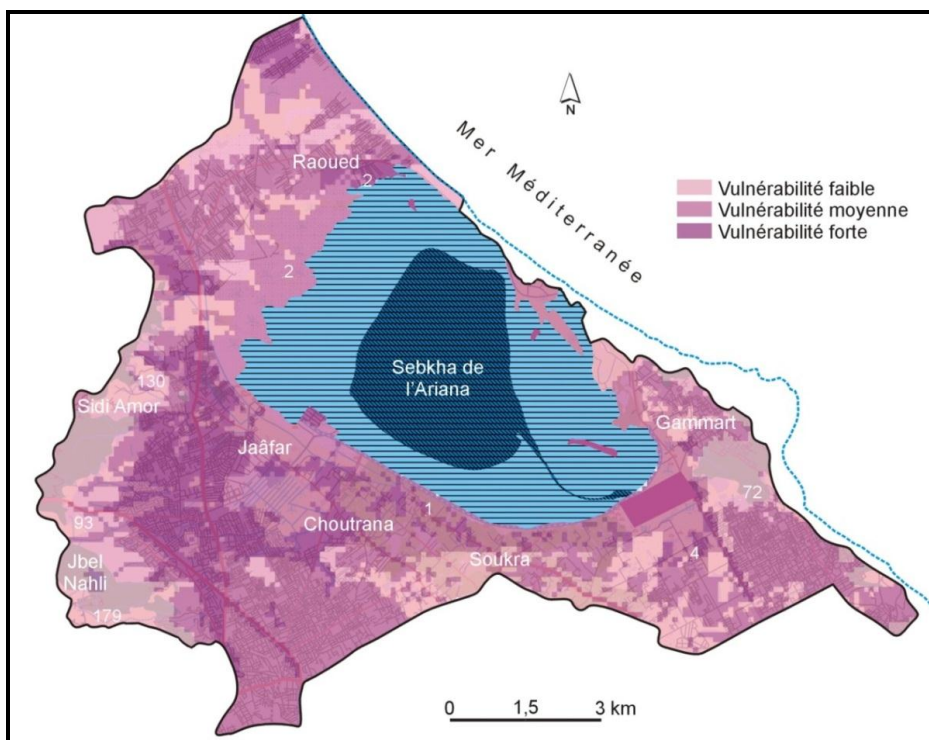 N
Mer Méditerranée
Vulnérabilité faible
Vulnérabilité moyenne
Vulnérabilité forte
Raoued
2
2
Sebkha de
l'Ariana
130
Sidi Amor
Jaâfar
Gammart
72
Choutrana
1
93
Soukra
4
Jbel
Nahli
179
0 1,5 3 km